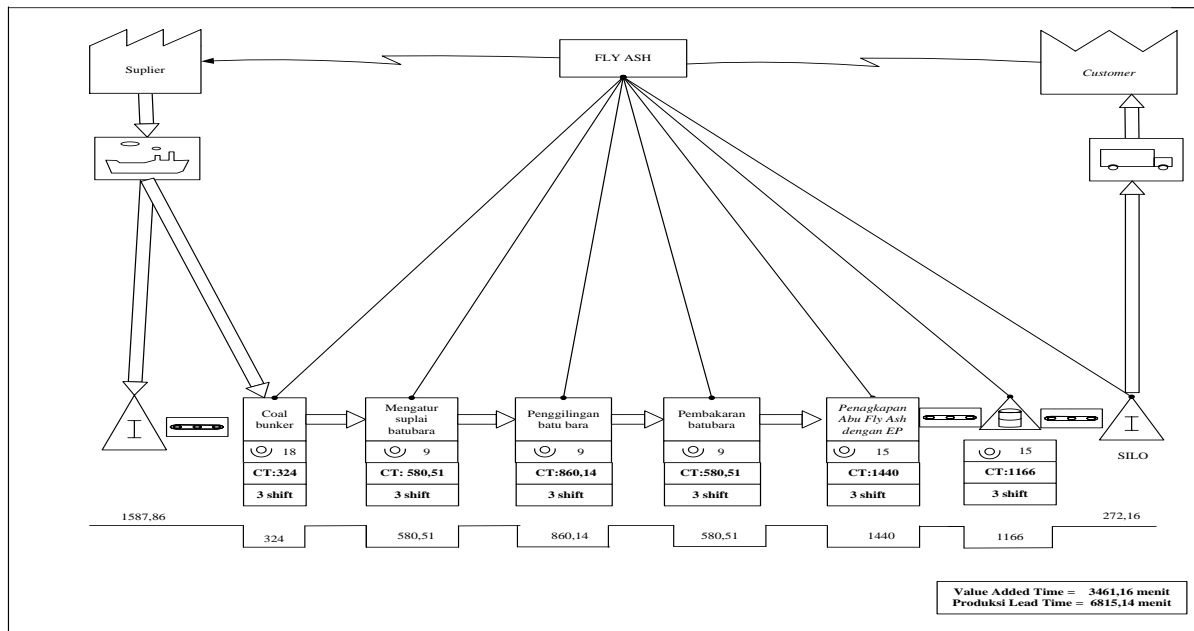 Suplier
FLY ASH
Customer
I
Coal
bunker
18
CT:324
3 shift
Mengatur
suplai
batubara
9
CT: 580,51
3 shift
Penggilingan
batu bara
9
CT:860,14
3 shift
Pembakaran
batubara
9
CT:580,51
3 shift
Penagkapan
Abu Fly Ash
dengan EP
15
CT:1440
3 shift
15
CT:1166
3 shift
I
SILO
1587,86
324
580,51
860,14
580,51
1440
1166
272,16
Value Added Time = 3461,16 menit
Produksi Lead Time = 6815,14 menit